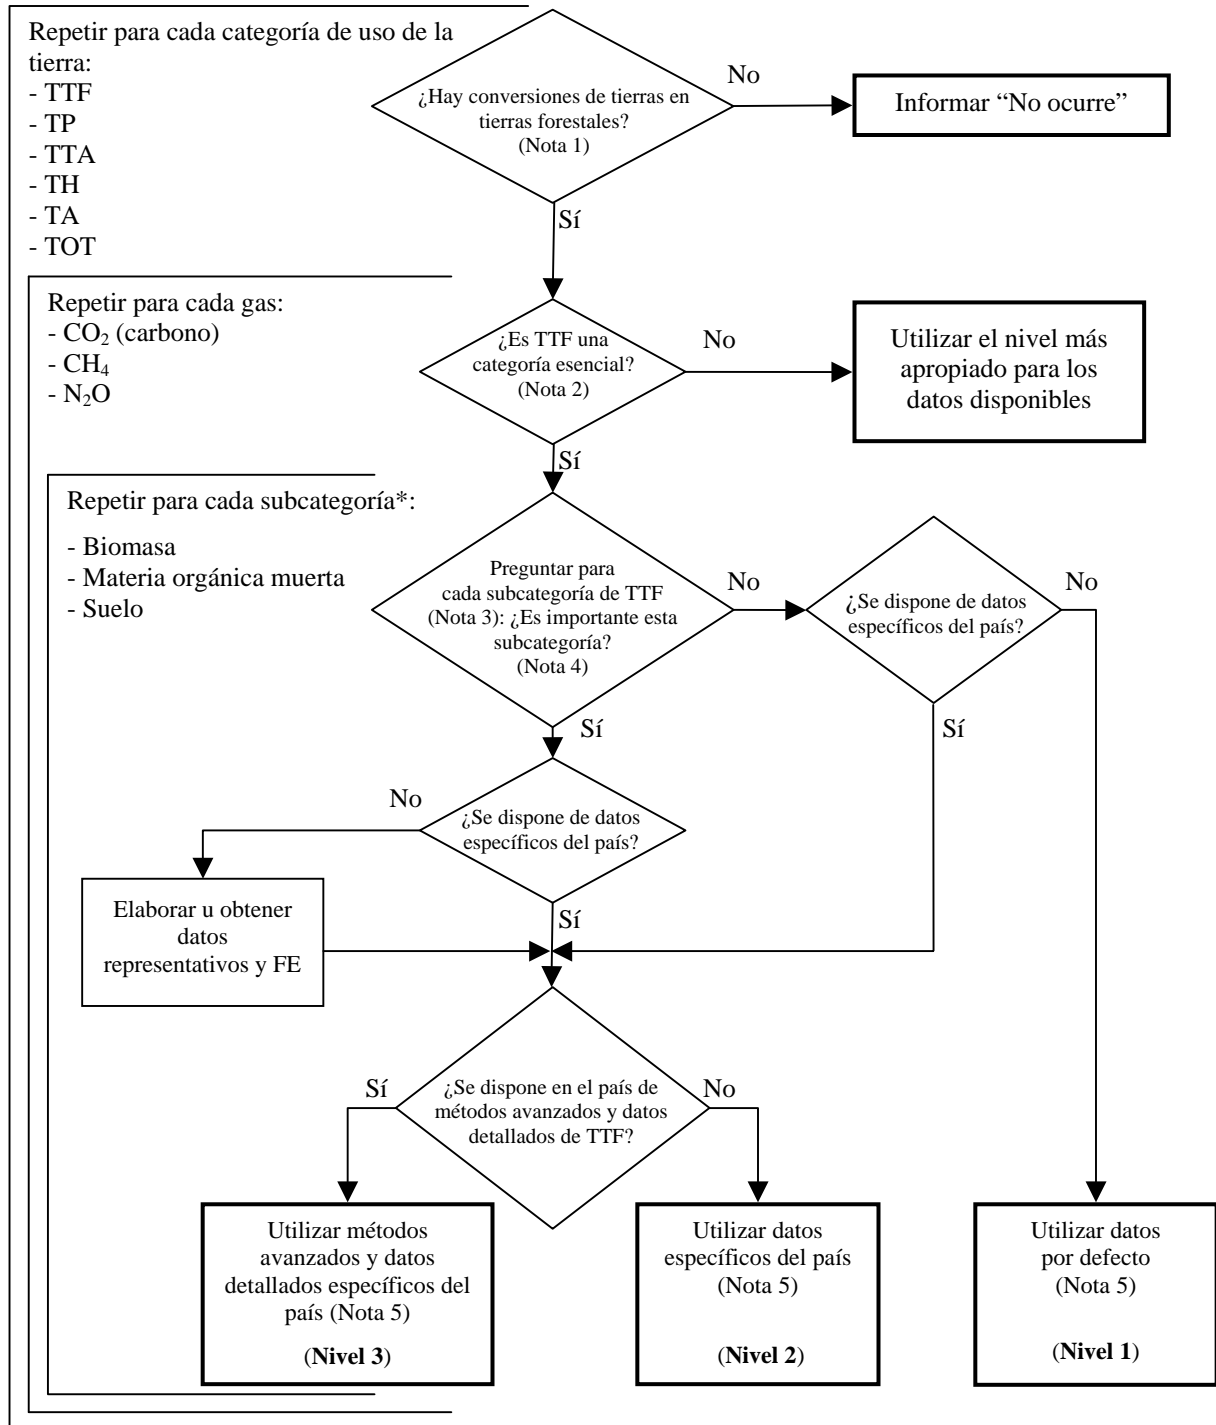 Repetir para cada categoría de uso de la
tierra:
- TTF
- TP
- TTA
- TH
- TA
- TOT
¿Hay conversiones de tierras en
tierras forestales?
(Nota 1)
No
Informar “No ocurre”
Sí
Repetir para cada gas:
- CO₂ (carbono)
- CH₄
- N₂O
¿Es TTF una
categoría esencial?
(Nota 2)
No
Utilizar el nivel más
apropiado para los
datos disponibles
Sí
Repetir para cada subcategoría*:
- Biomasa
- Materia orgánica muerta
- Suelo
Preguntar para
cada subcategoría de TTF
(Nota 3): ¿Es importante esta
subcategoría?
(Nota 4)
No
¿Se dispone de datos
específicos del país?
No
Sí
Sí
¿Se dispone de datos
específicos del país?
No
Elaborar u obtener
datos
representativos y FE
Sí
¿Se dispone en el país de
métodos avanzados y datos
detallados de TTF?
Sí
No
Utilizar métodos
avanzados y datos
detallados específicos del
país (Nota 5)
(Nivel 3)
Utilizar datos
específicos del país
(Nota 5)
(Nivel 2)
Utilizar datos
por defecto
(Nota 5)
(Nivel 1)